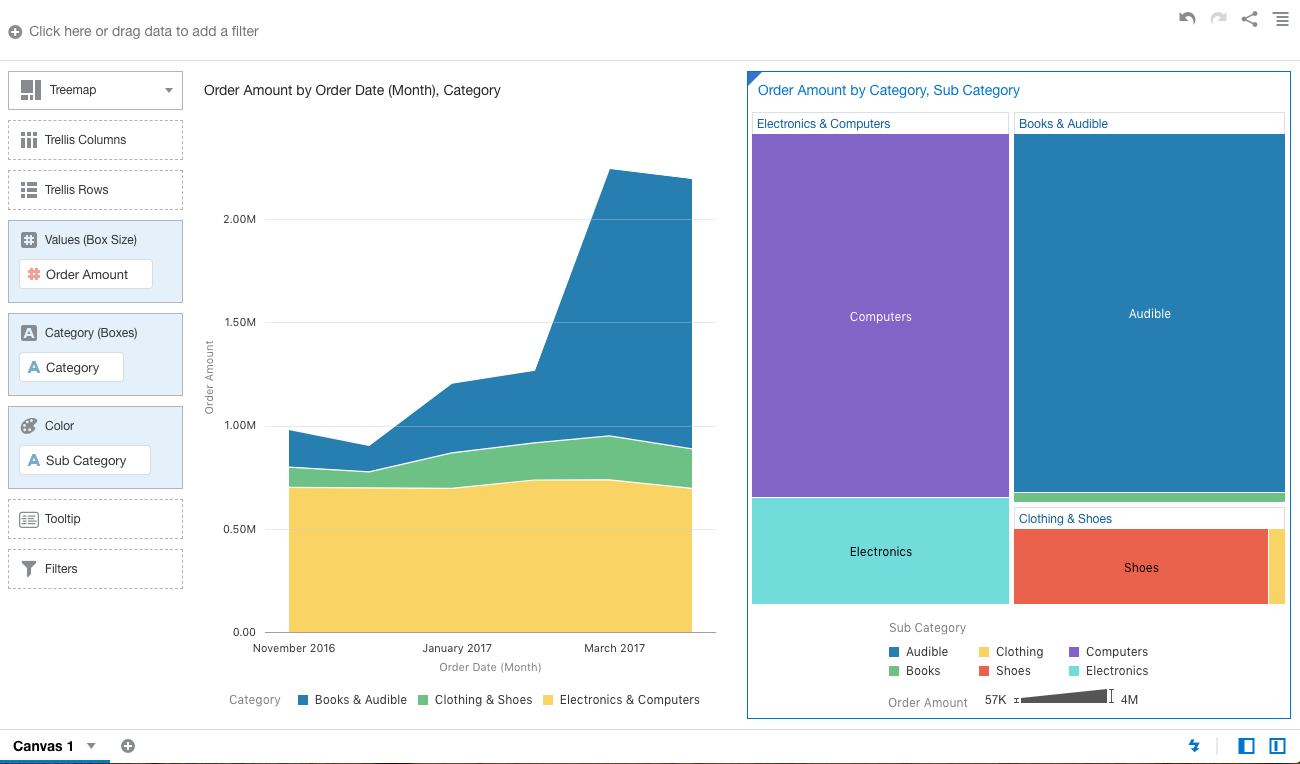 Click here or drag data to add a filter
Treemap
Trellis Columns
Trellis Rows
Values (Box Size)
Order Amount
Category (Boxes)
A Category
Color
A Sub Category
Tooltip
Filters
Order Amount by Order Date (Month), Category
2.00M
1.50M
1.00M
0.50M
0.00
Order Amount
November 2016 January 2017 March 2017
Order Date (Month)
Category Books & Audible Clothing & Shoes Electronics & Computers
Order Amount by Category, Sub Category
Electronics & Computers
Computers
Electronics
Books & Audible
Audible
Clothing & Shoes
Shoes
Sub Category
Audible Clothing Computers
Books Shoes Electronics
Order Amount 57K 4M
Canvas 1